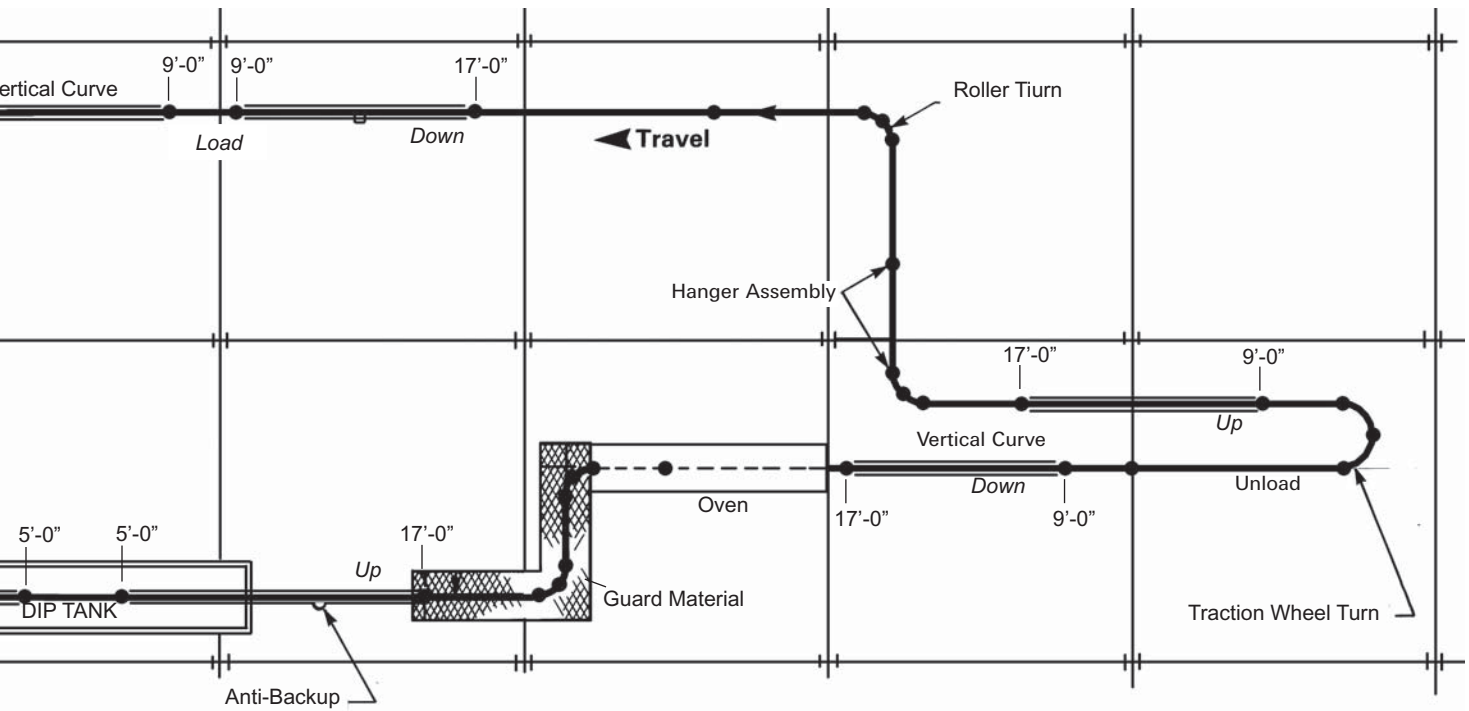 9’-0” 9’-0” 17’-0”
ertical Curve
Roller Tiurn
Load
Down
Travel
Hanger Assembly
17’-0” 9’-0”
Up
Vertical Curve
Down
Unload
Oven
17’-0” 9’-0”
5’-0” 5’-0” 17’-0”
Up
DIP TANK
Guard Material
Traction Wheel Turn
Anti-Backup